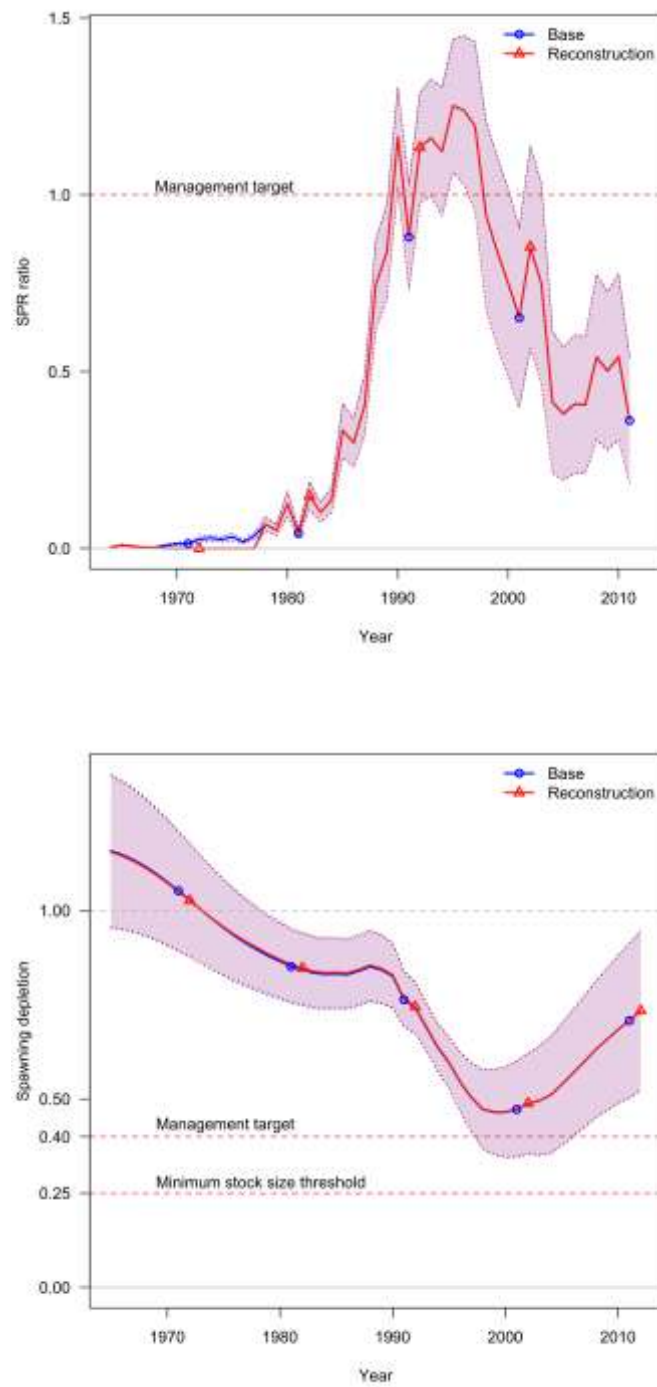 1.5
Base
Reconstruction
Management target
1.0
SPR ratio
0.5
0.0
1970 1980 1990 2000 2010
Year
Base
Reconstruction
1.00
Spawning depletion
0.50
Management target
0.40
Minimum stock size threshold
0.25
0.00
1970 1980 1990 2000 2010
Year